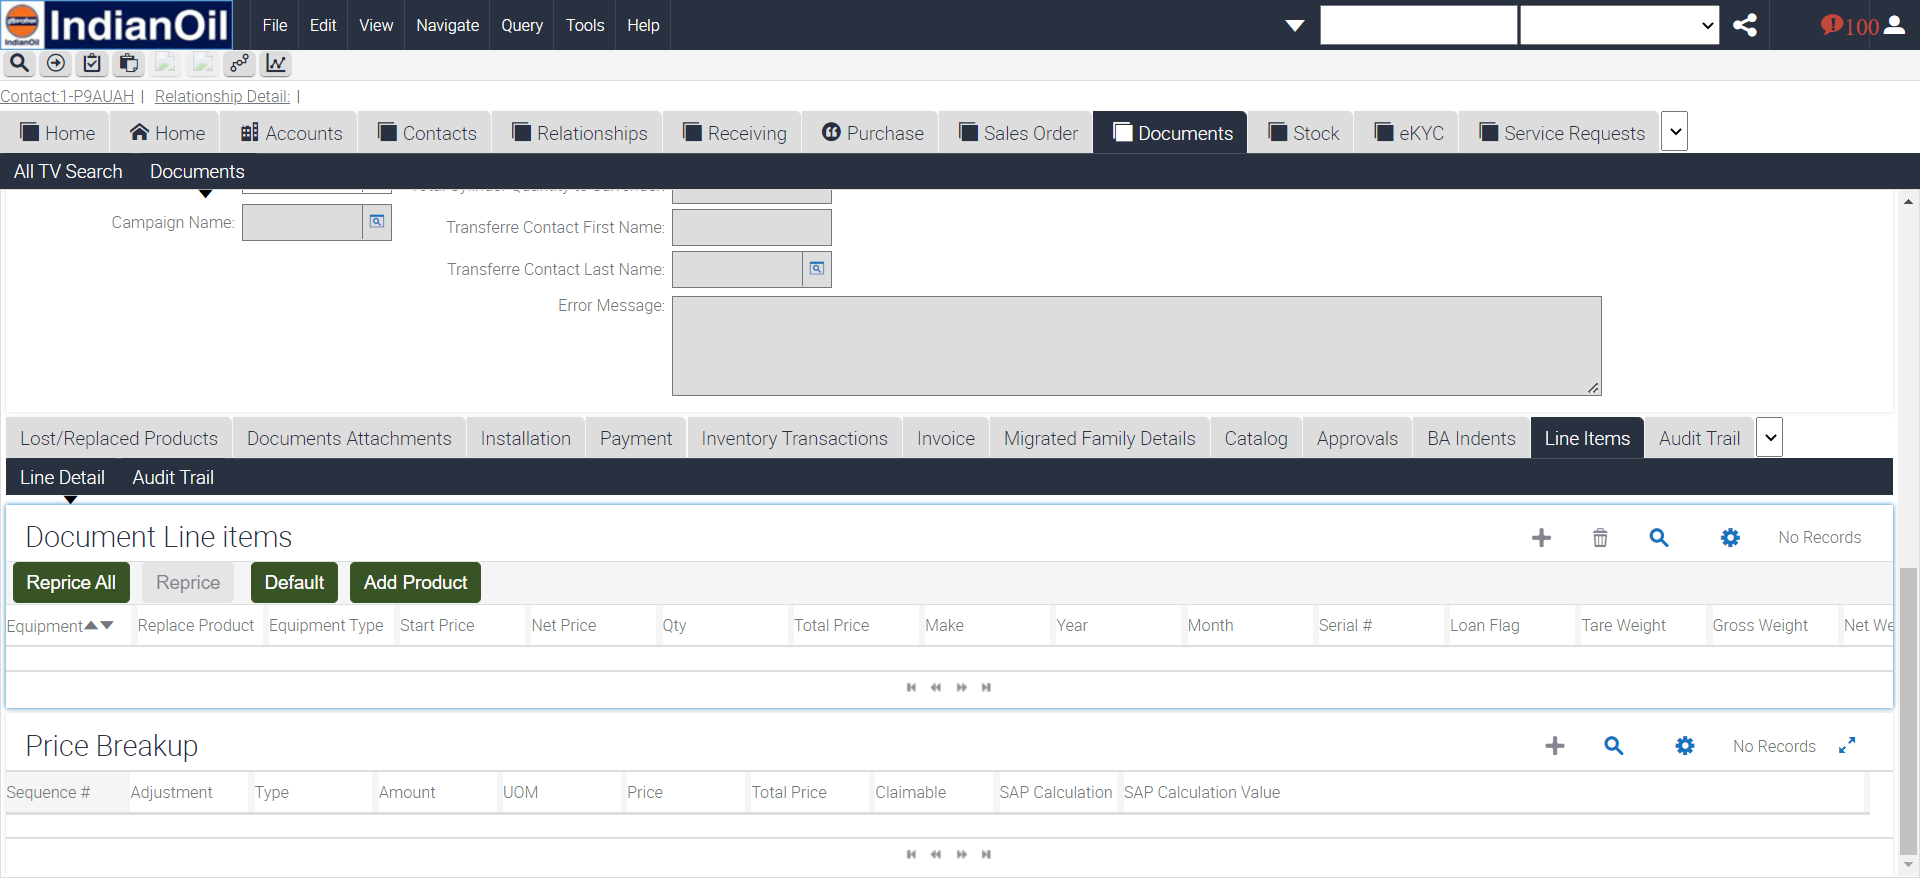 IndianOil
File Edit View Navigate Query Tools Help
100
Contact:1-P9AUAH | Relationship Detail: |
Home Home Accounts Contacts Relationships Receiving Purchase Sales Order Documents Stock eKYC Service Requests
All TV Search Documents
Total Cylinder Quantity to Surrender:
Campaign Name:
Transferre Contact First Name:
Transferre Contact Last Name:
Error Message:
Lost/Replaced Products Documents Attachments Installation Payment Inventory Transactions Invoice Migrated Family Details Catalog Approvals BA Indents Line Items Audit Trail
Line Detail Audit Trail
Document Line items No Records
Reprice All Reprice Default Add Product
Equipment Replace Product Equipment Type Start Price Net Price Qty Total Price Make Year Month Serial # Loan Flag Tare Weight Gross Weight Net We
Price Breakup No Records
Sequence # Adjustment Type Amount UOM Price Total Price Claimable SAP Calculation SAP Calculation Value